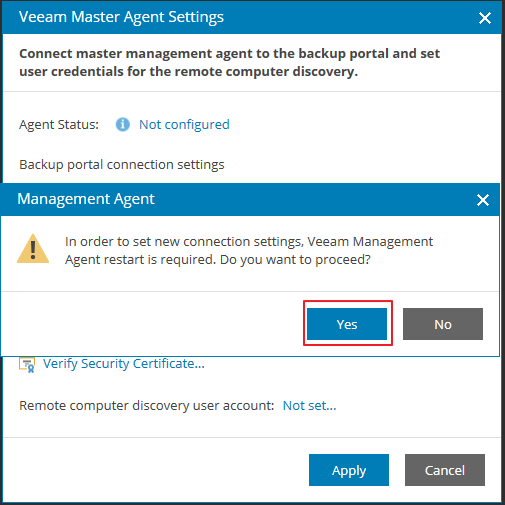 Veeam Master Agent Settings
Connect master management agent to the backup portal and set
user credentials for the remote computer discovery.
Agent Status: Not configured
Backup portal connection settings
Management Agent
In order to set new connection settings, Veeam Management
Agent restart is required. Do you want to proceed?
Yes No
Verify Security Certificate...
Remote computer discovery user account: Not set...
Apply Cancel